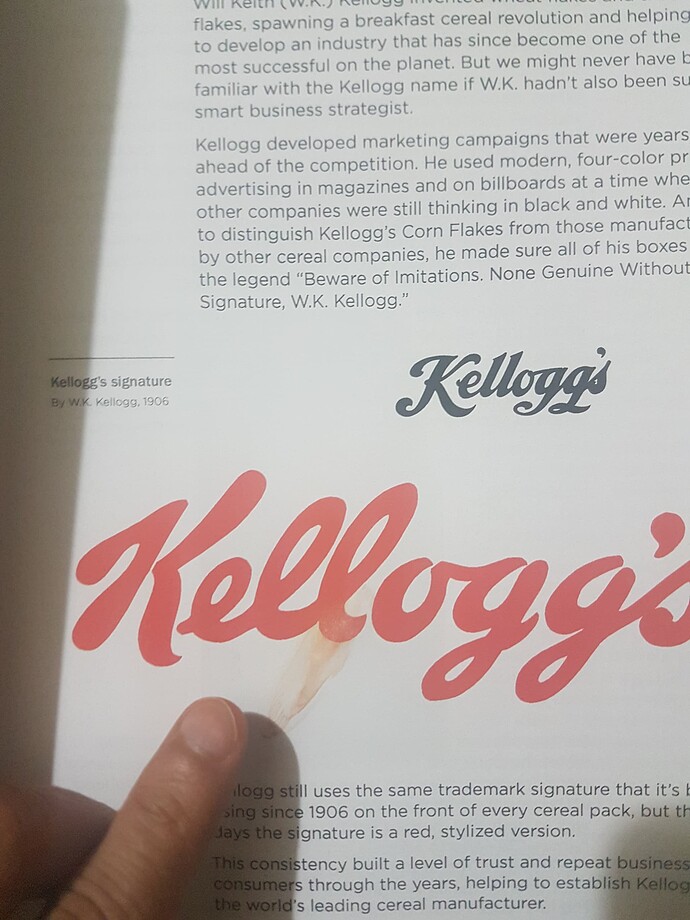 Will Keith (W.K.) Kellogg invented wheat flakes and
flakes, spawning a breakfast cereal revolution and helping
to develop an industry that has since become one of the
most successful on the planet. But we might never have
familiar with the Kellogg name if W.K. hadn't also been
smart business strategist.
Kellogg developed marketing campaigns that were years
ahead of the competition. He used modern, four-color
advertising in magazines and on billboards at a time
other companies were still thinking in black and white.
to distinguish Kellogg's Corn Flakes from those
by other cereal companies, he made sure all of his boxes
the legend "Beware of Imitations. None Genuine Without
Signature, W.K. Kellogg."
Kellogg's signature
By W.K. Kellogg, 1906
Kellogg's
Kellogg's
still uses the same trademark signature that it's
since 1906 on the front of every cereal pack, but
days the signature is a red, stylized version.
This consistency built a level of trust and repeat business
consumers through the years, helping to establish
the world's leading cereal manufacturer.